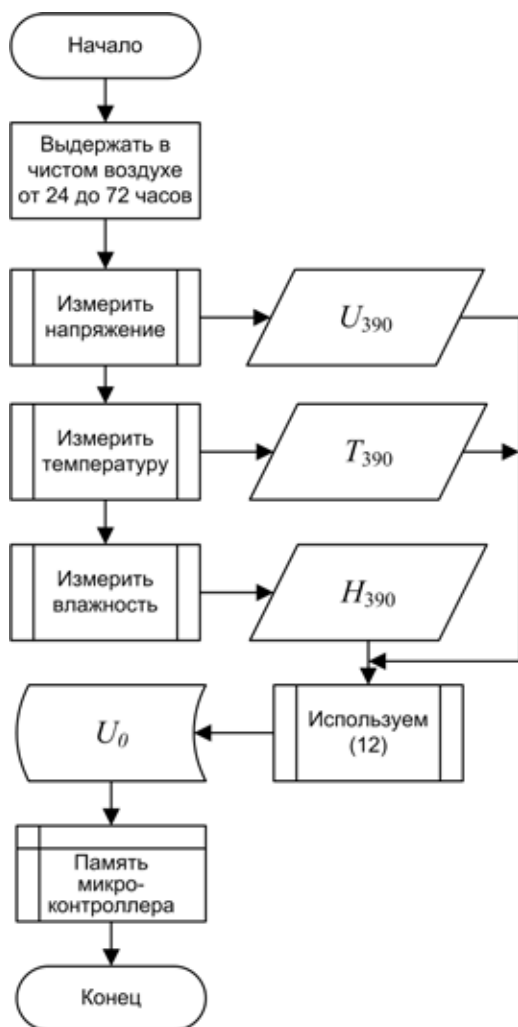 Начало
Выдержать в
чистом воздухе
от 24 до 72 часов
Измерить
напряжение
U₃₉₀
Измерить
температуру
T₃₉₀
Измерить
влажность
H₃₉₀
Используем
(12)
U₀
Память
микро-
контроллера
Конец